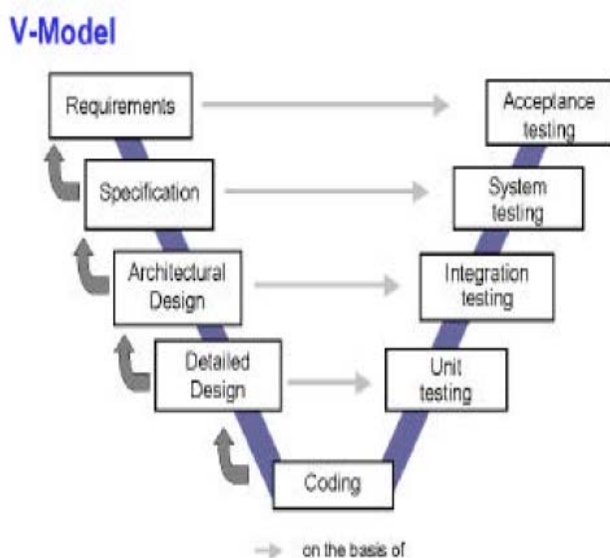 V-Model
Requirements
Acceptance
testing
Specification
System
testing
Architectural
Design
Integration
testing
Detailed
Design
Unit
testing
Coding
on the basis of